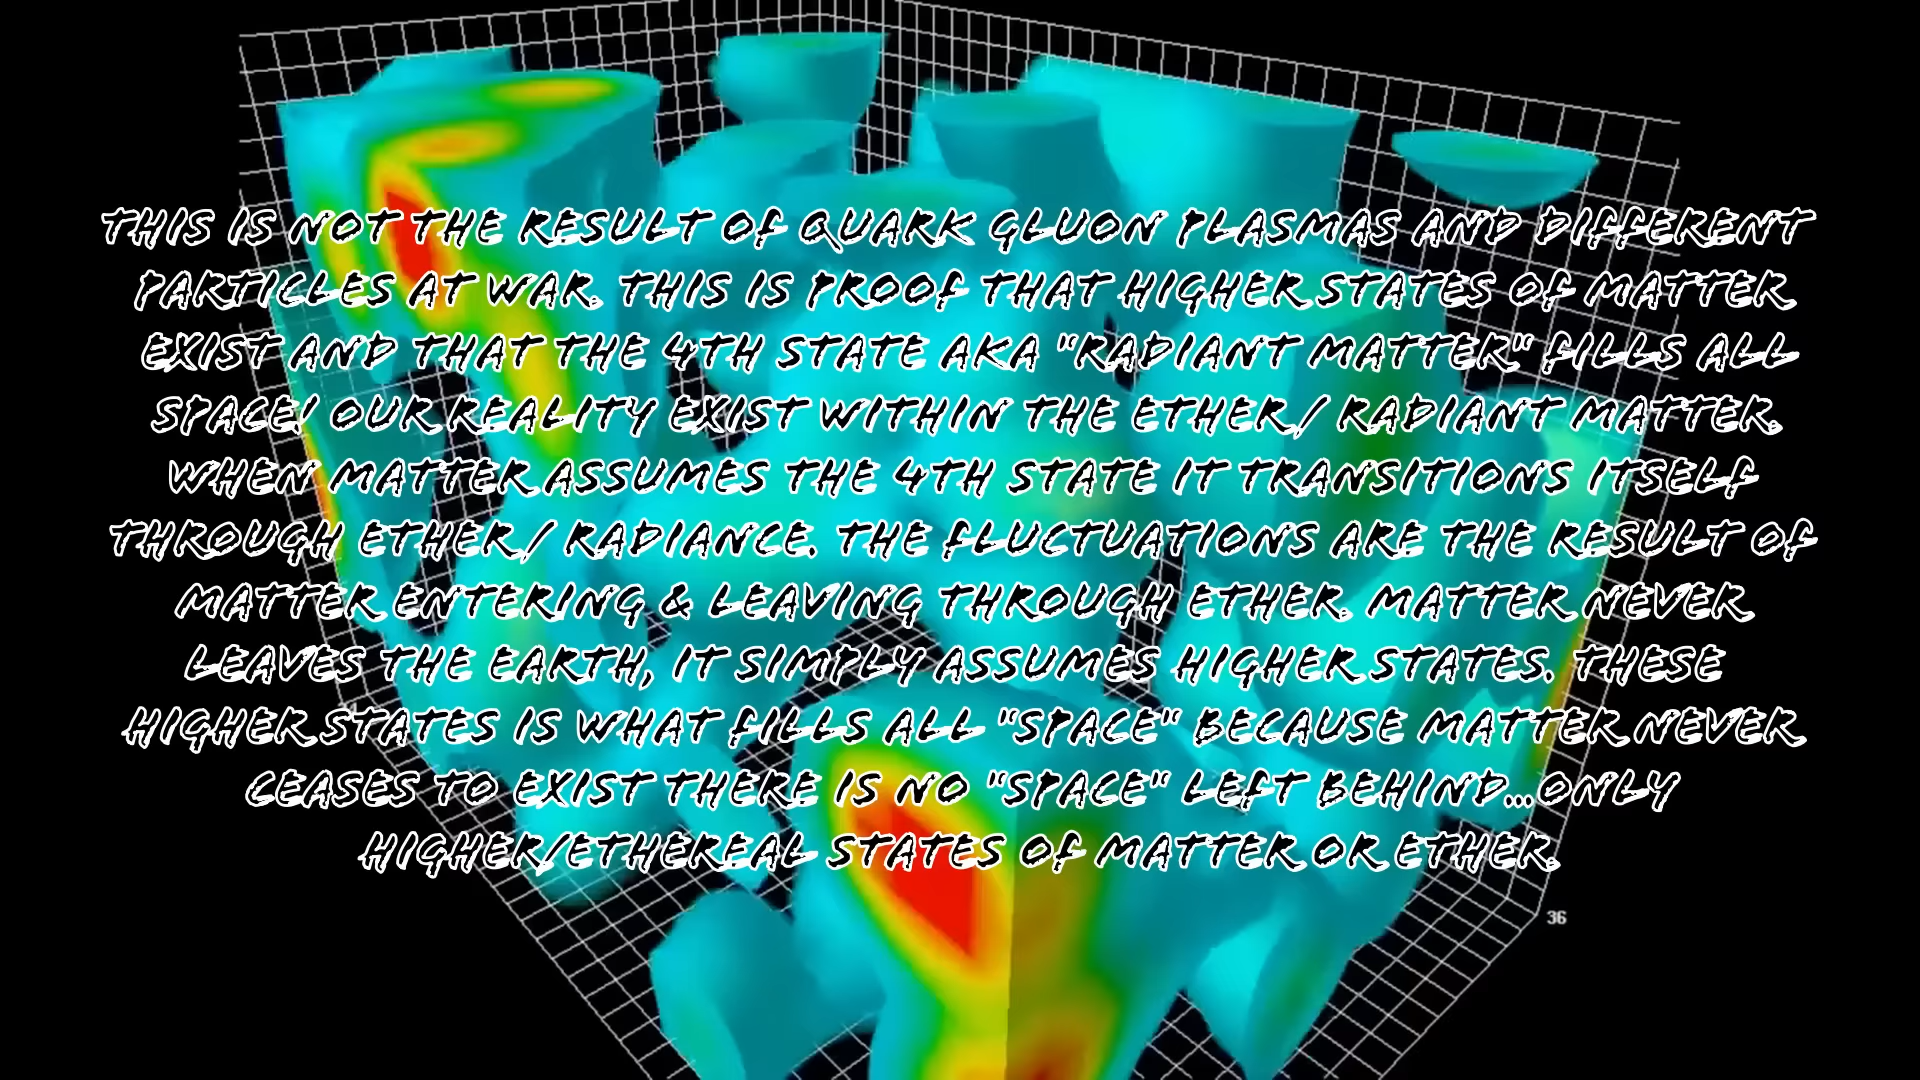 THIS IS NOT THE RESULT OF QUARK GLUON PLASMAS AND DIFFERENT
PARTICLES AT WAR. THIS IS PROOF THAT HIGHER STATES OF MATTER
EXIST AND THAT THE 4TH STATE AKA "RADIANT MATTER" FILLS ALL
SPACE! OUR REALITY EXIST WITHIN THE ETHER/ RADIANT MATTER.
WHEN MATTER ASSUMES THE 4TH STATE IT TRANSITIONS ITSELF
THROUGH ETHER/ RADIANCE. THE FLUCTUATIONS ARE THE RESULT OF
MATTER ENTERING & LEAVING THROUGH ETHER. MATTER NEVER
LEAVES THE EARTH, IT SIMPLY ASSUMES HIGHER STATES. THESE
HIGHER STATES IS WHAT FILLS ALL "SPACE" BECAUSE MATTER NEVER
CEASES TO EXIST THERE IS NO "SPACE" LEFT BEHIND...ONLY
HIGHER/ETHEREAL STATES OF MATTER OR ETHER.
36